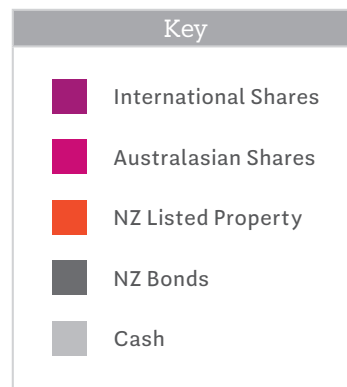 Key
International Shares
Australasian Shares
NZ Listed Property
NZ Bonds
Cash